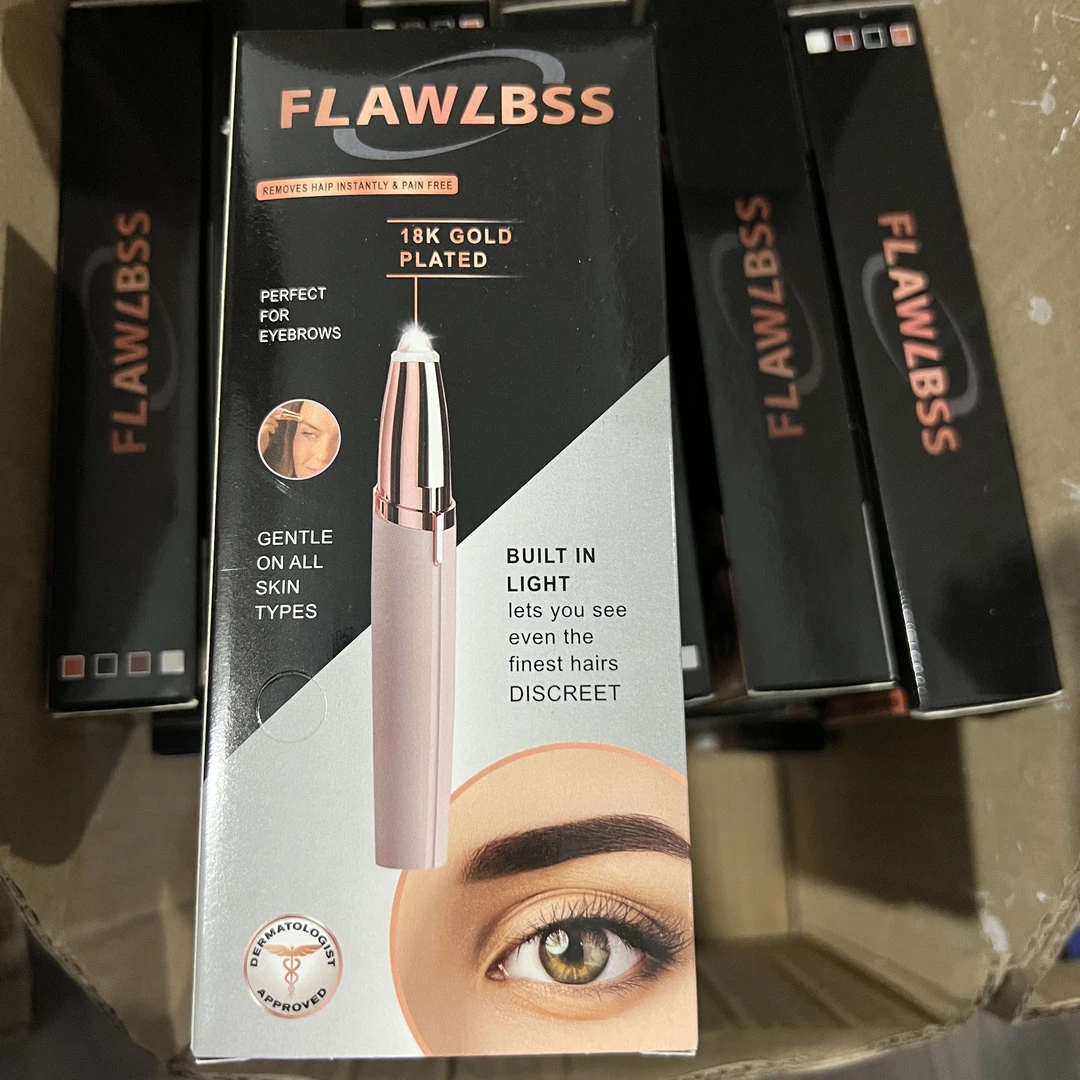 FLAWLBSS
REMOVES HAIP INSTANTLY & PAIN FREE
18K GOLD
PLATED
PERFECT
FOR
EYEBROWS
GENTLE
ON ALL
SKIN
TYPES
BUILT IN
LIGHT
lets you see
even the
finest hairs
DISCREET
DERMATOLOGIST
APPROVED
FLAWLBSS
FLAWLBSS
FLAWLBSS